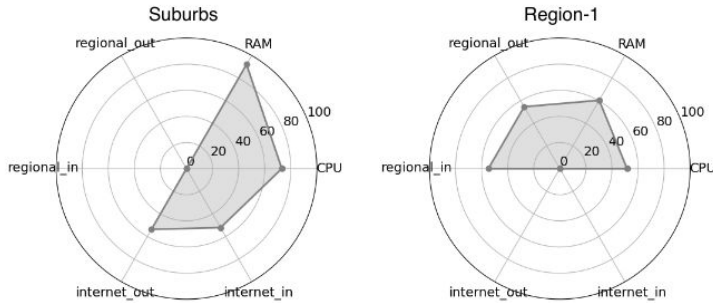 Suburbs
regional_out
RAM
regional_in
0
20
40
60
80
100
CPU
internet_out
internet_in
Region-1
regional_out
RAM
regional_in
0
20
40
60
80
100
CPU
internet_out
internet_in